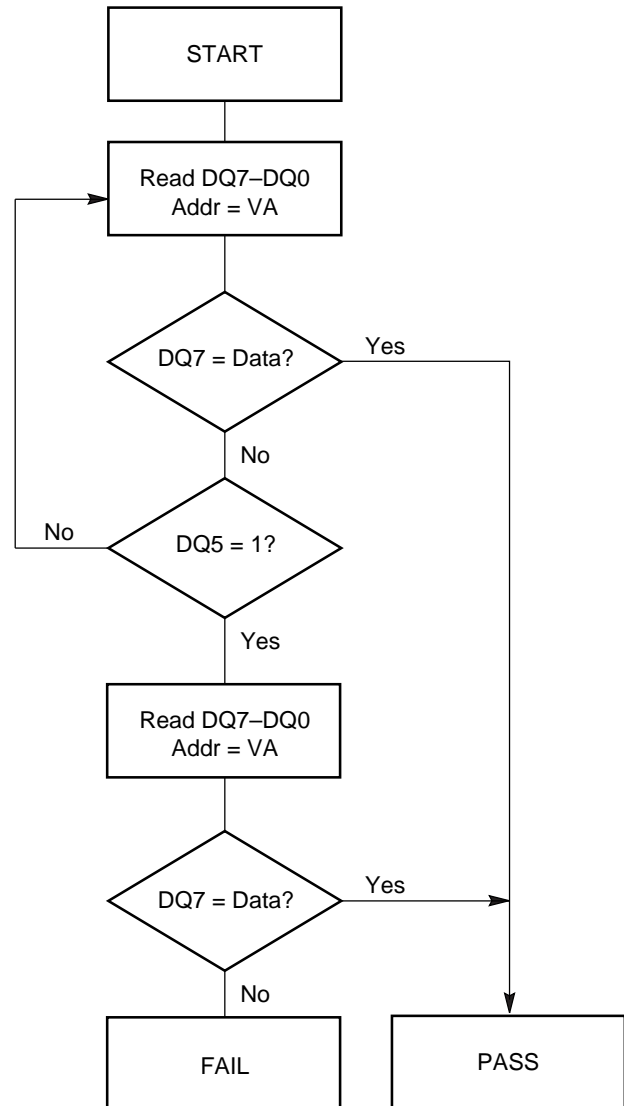 START
Read DQ7–DQ0
Addr = VA
DQ7 = Data?
Yes
No
No
DQ5 = 1?
Yes
Read DQ7–DQ0
Addr = VA
DQ7 = Data?
Yes
No
FAIL
PASS